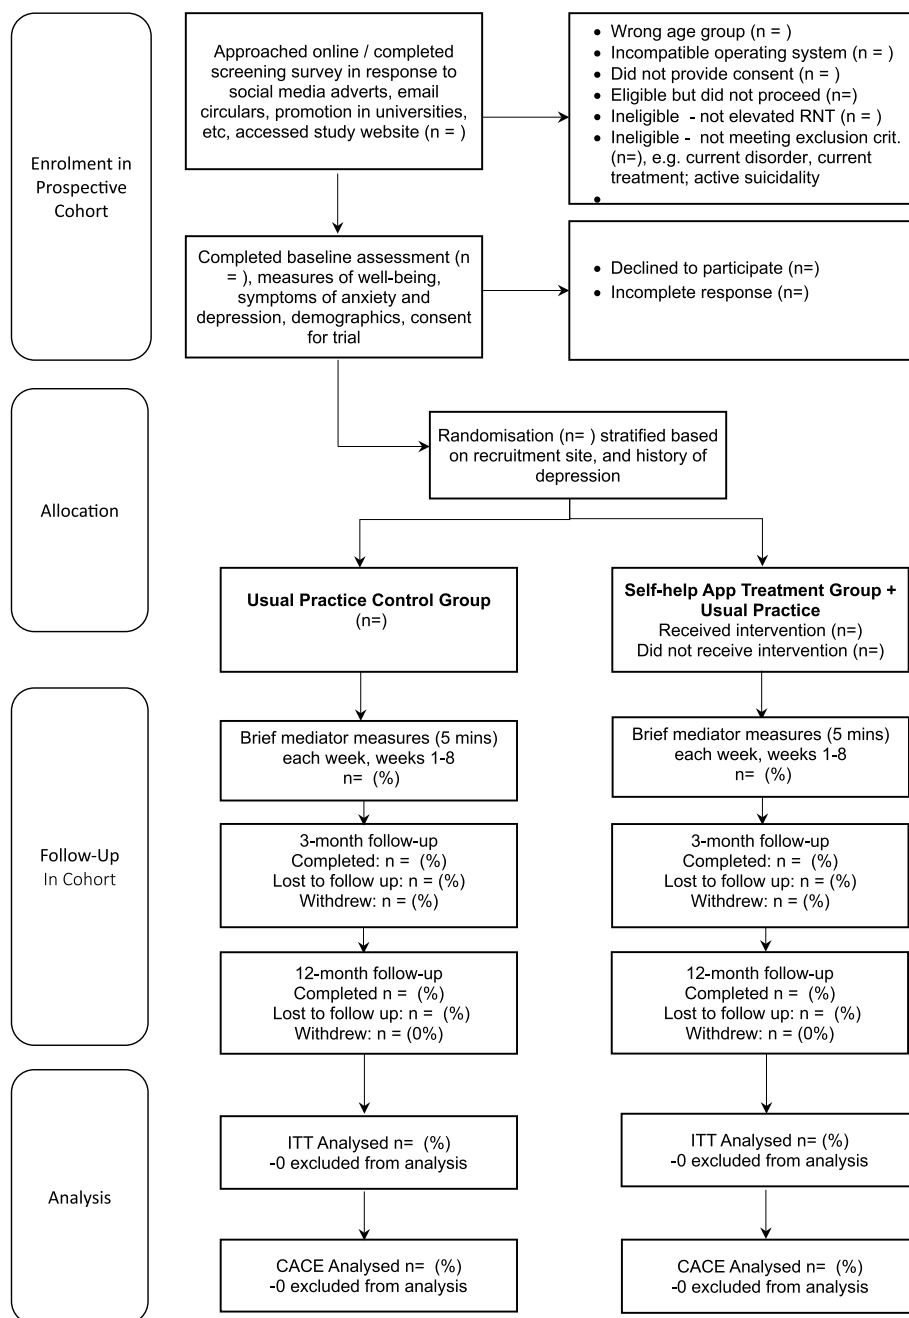 Enrolment in
Prospective
Cohort
Approached online / completed
screening survey in response to
social media adverts, email
circulars, promotion in universities,
etc, accessed study website (n = )
• Wrong age group (n = )
• Incompatible operating system (n = )
• Did not provide consent (n = )
• Eligible but did not proceed (n=)
• Ineligible  - not elevated RNT (n = )
• Ineligible -  not meeting exclusion crit.
(n=), e.g. current disorder, current
treatment; active suicidality
•
Completed baseline assessment (n
= ), measures of well-being,
symptoms of anxiety and
depression, demographics, consent
for trial
• Declined to participate (n=)
• Incomplete response (n=)
Allocation
Randomisation (n= ) stratified based
on recruitment site, and history of
depression
Usual Practice Control Group
(n=)
Self-help App Treatment Group +
Usual Practice
Received intervention (n=)
Did not receive intervention (n=)
Follow-Up
In Cohort
Brief mediator measures (5 mins)
each week, weeks 1-8
n=  (%)
Brief mediator measures (5 mins)
each week, weeks 1-8
n=  (%)
3-month follow-up
Completed: n =  (%)
Lost to follow up: n = (%)
Withdrew: n = (%)
3-month follow-up
Completed: n =  (%)
Lost to follow up: n = (%)
Withdrew: n = (%)
12-month follow-up
Completed n =  (%)
Lost to follow up: n =  (%)
Withdrew: n = (0%)
12-month follow-up
Completed n =  (%)
Lost to follow up: n =  (%)
Withdrew: n = (0%)
Analysis
ITT Analysed n=  (%)
-0 excluded from analysis
ITT Analysed n= (%)
-0 excluded from analysis
CACE Analysed n=  (%)
-0 excluded from analysis
CACE Analysed n=  (%)
-0 excluded from analysis